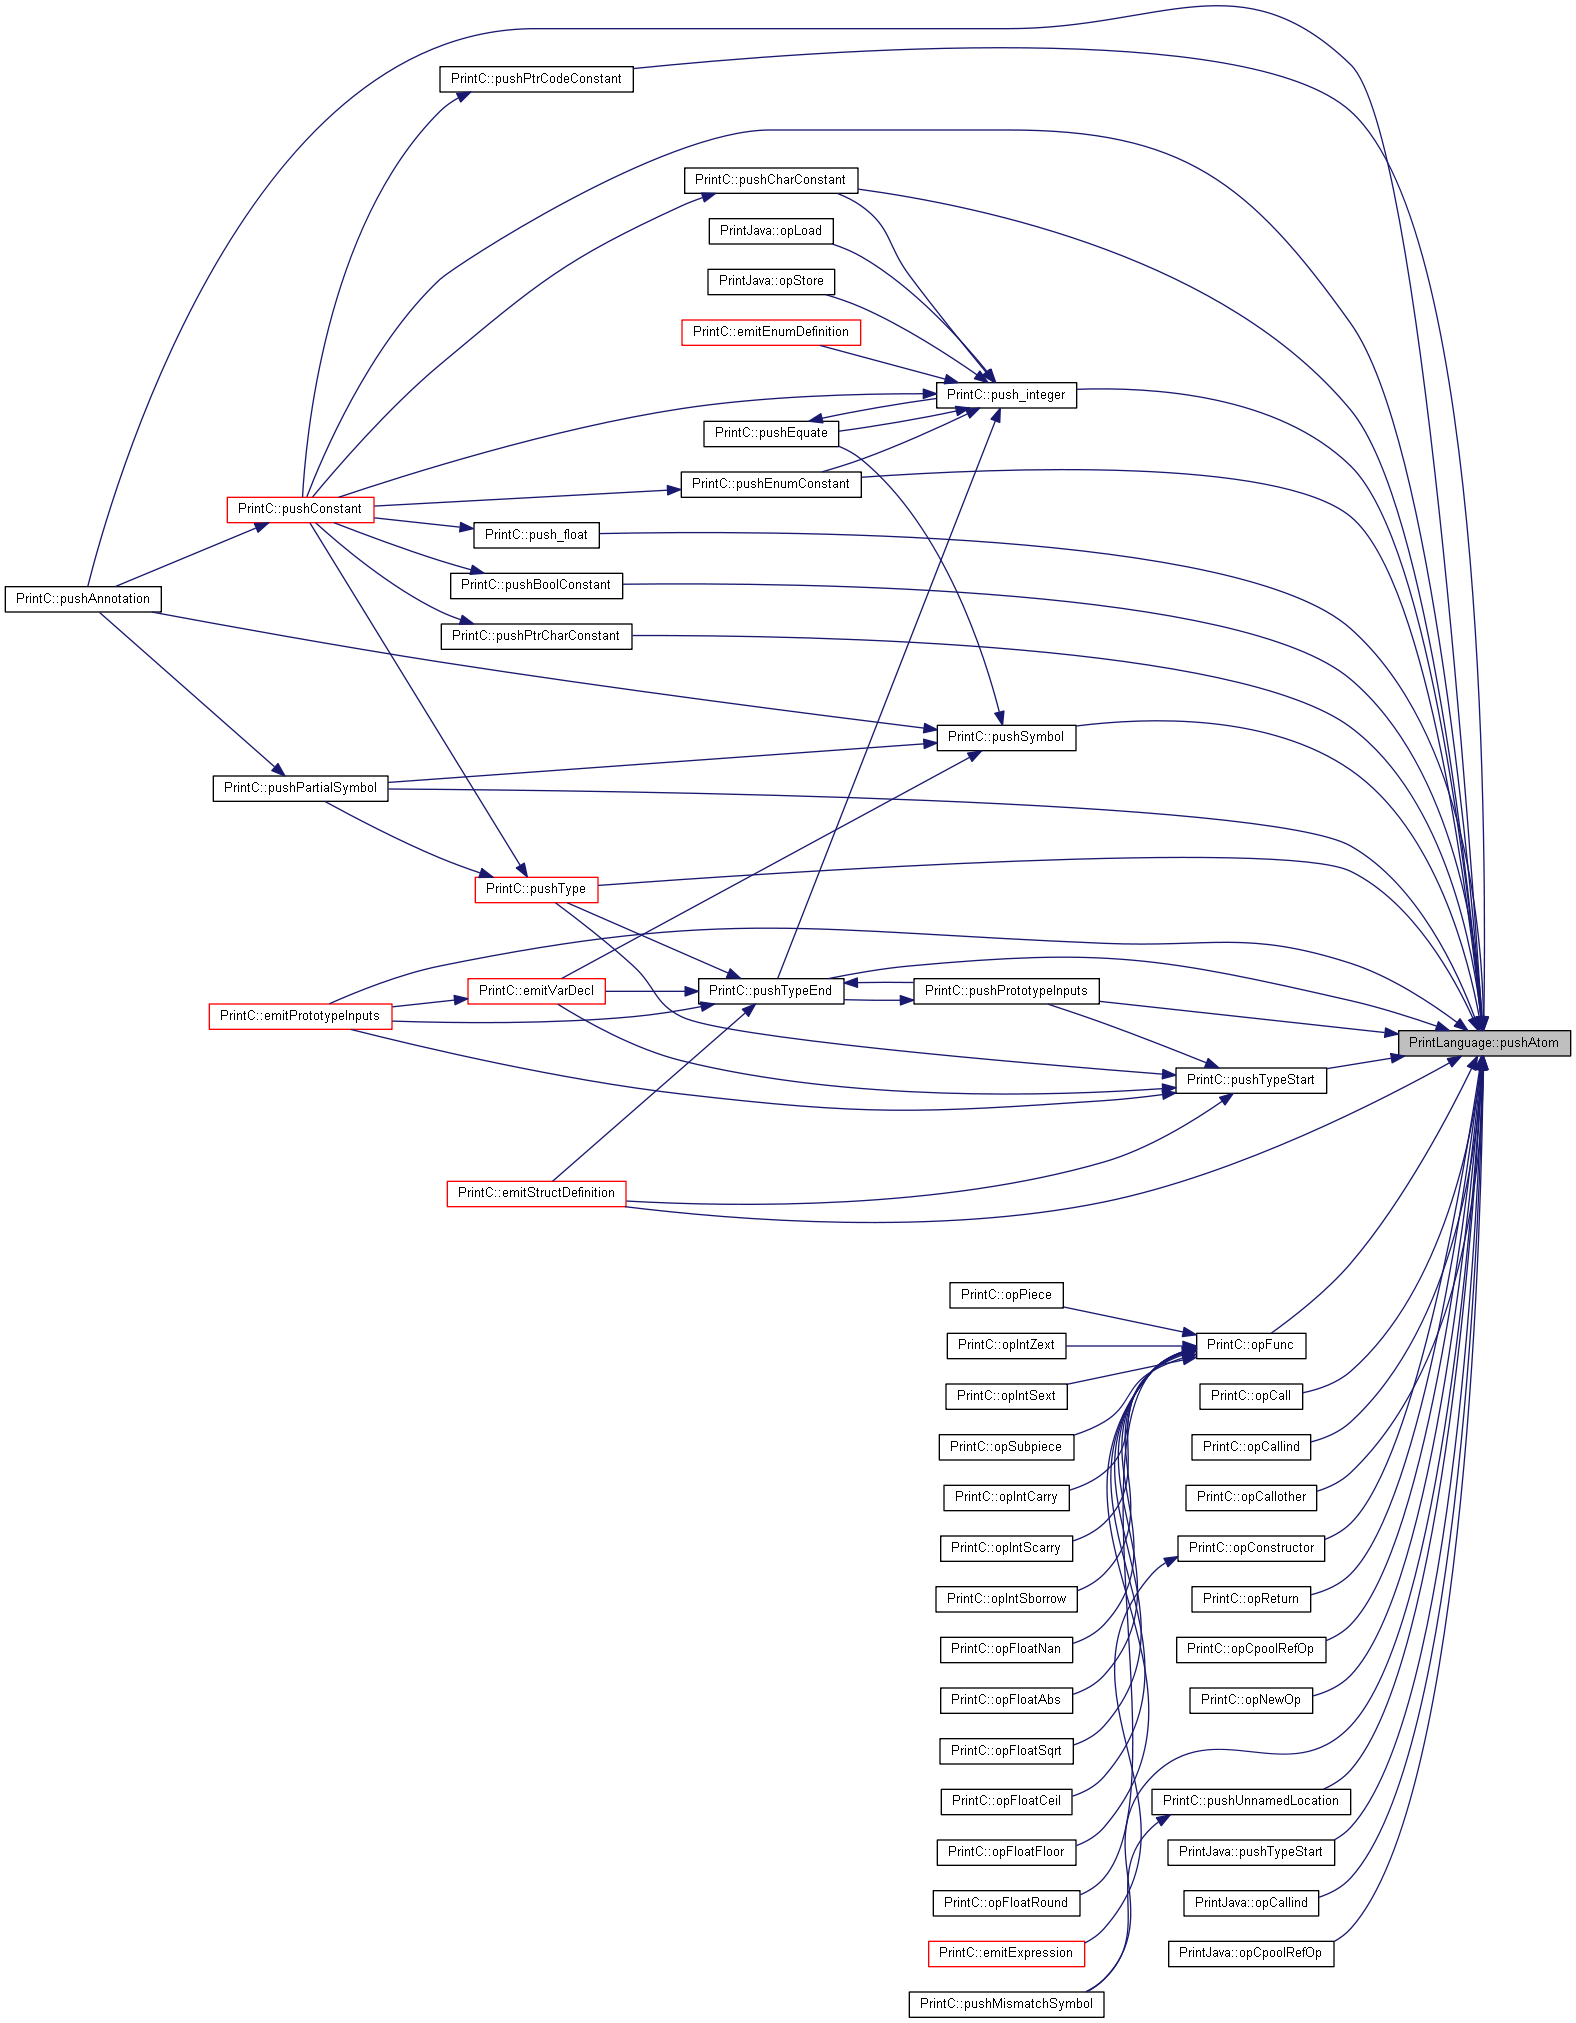 PrintC::pushPtrCodeConstant
PrintC::pushCharConstant
PrintJava::opLoad
PrintJava::opStore
PrintC::emitEnumDefinition
PrintC::push_integer
PrintC::pushEquate
PrintC::pushEnumConstant
PrintC::pushConstant
PrintC::push_float
PrintC::pushBoolConstant
PrintC::pushAnnotation
PrintC::pushPtrCharConstant
PrintC::pushSymbol
PrintC::pushPartialSymbol
PrintC::pushType
PrintC::emitVarDecl
PrintC::pushTypeEnd
PrintC::pushPrototypeInputs
PrintC::emitPrototypeInputs
PrintLanguage::pushAtom
PrintC::pushTypeStart
PrintC::emitStructDefinition
PrintC::opPiece
PrintC::opIntZext
PrintC::opFunc
PrintC::opIntSext
PrintC::opCall
PrintC::opSubpiece
PrintC::opCallind
PrintC::opIntCarry
PrintC::opCallother
PrintC::opIntScarry
PrintC::opConstructor
PrintC::opIntSborrow
PrintC::opReturn
PrintC::opFloatNan
PrintC::opCpoolRefOp
PrintC::opFloatAbs
PrintC::opNewOp
PrintC::opFloatSqrt
PrintC::opFloatCeil
PrintC::pushUnnamedLocation
PrintC::opFloatFloor
PrintJava::pushTypeStart
PrintC::opFloatRound
PrintJava::opCallind
PrintC::emitExpression
PrintJava::opCpoolRefOp
PrintC::pushMismatchSymbol